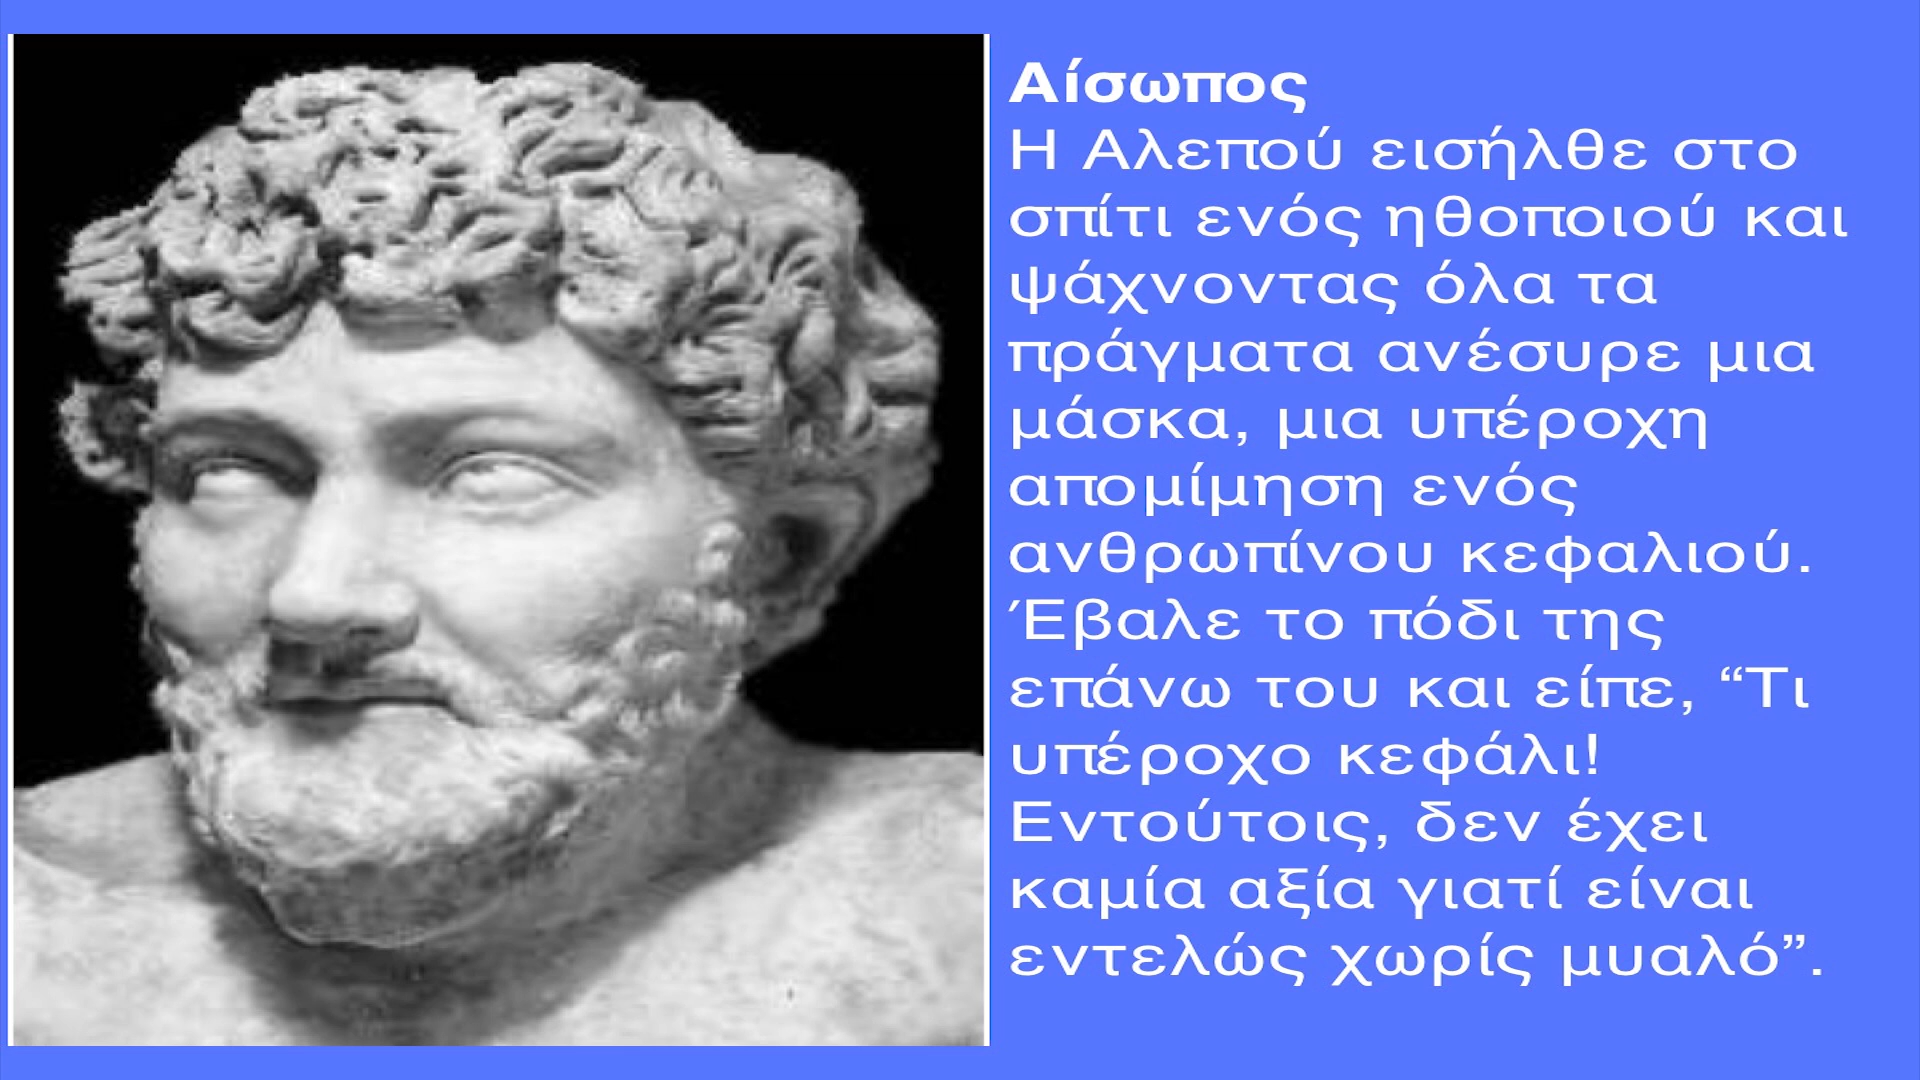 Αίσωπος
Η Αλεπού εισήλθε στο
σπίτι ενός ηθοποιού και
ψάχνοντας όλα τα
πράγματα ανέσυρε μια
μάσκα, μια υπέροχη
απομίμηση ενός
ανθρωπίνου κεφαλιού.
Έβαλε το πόδι της
επάνω του και είπε, “Τι
υπέροχο κεφάλι!
Εντούτοις, δεν έχει
καμία αξία γιατί είναι
εντελώς χωρίς μυαλό”.